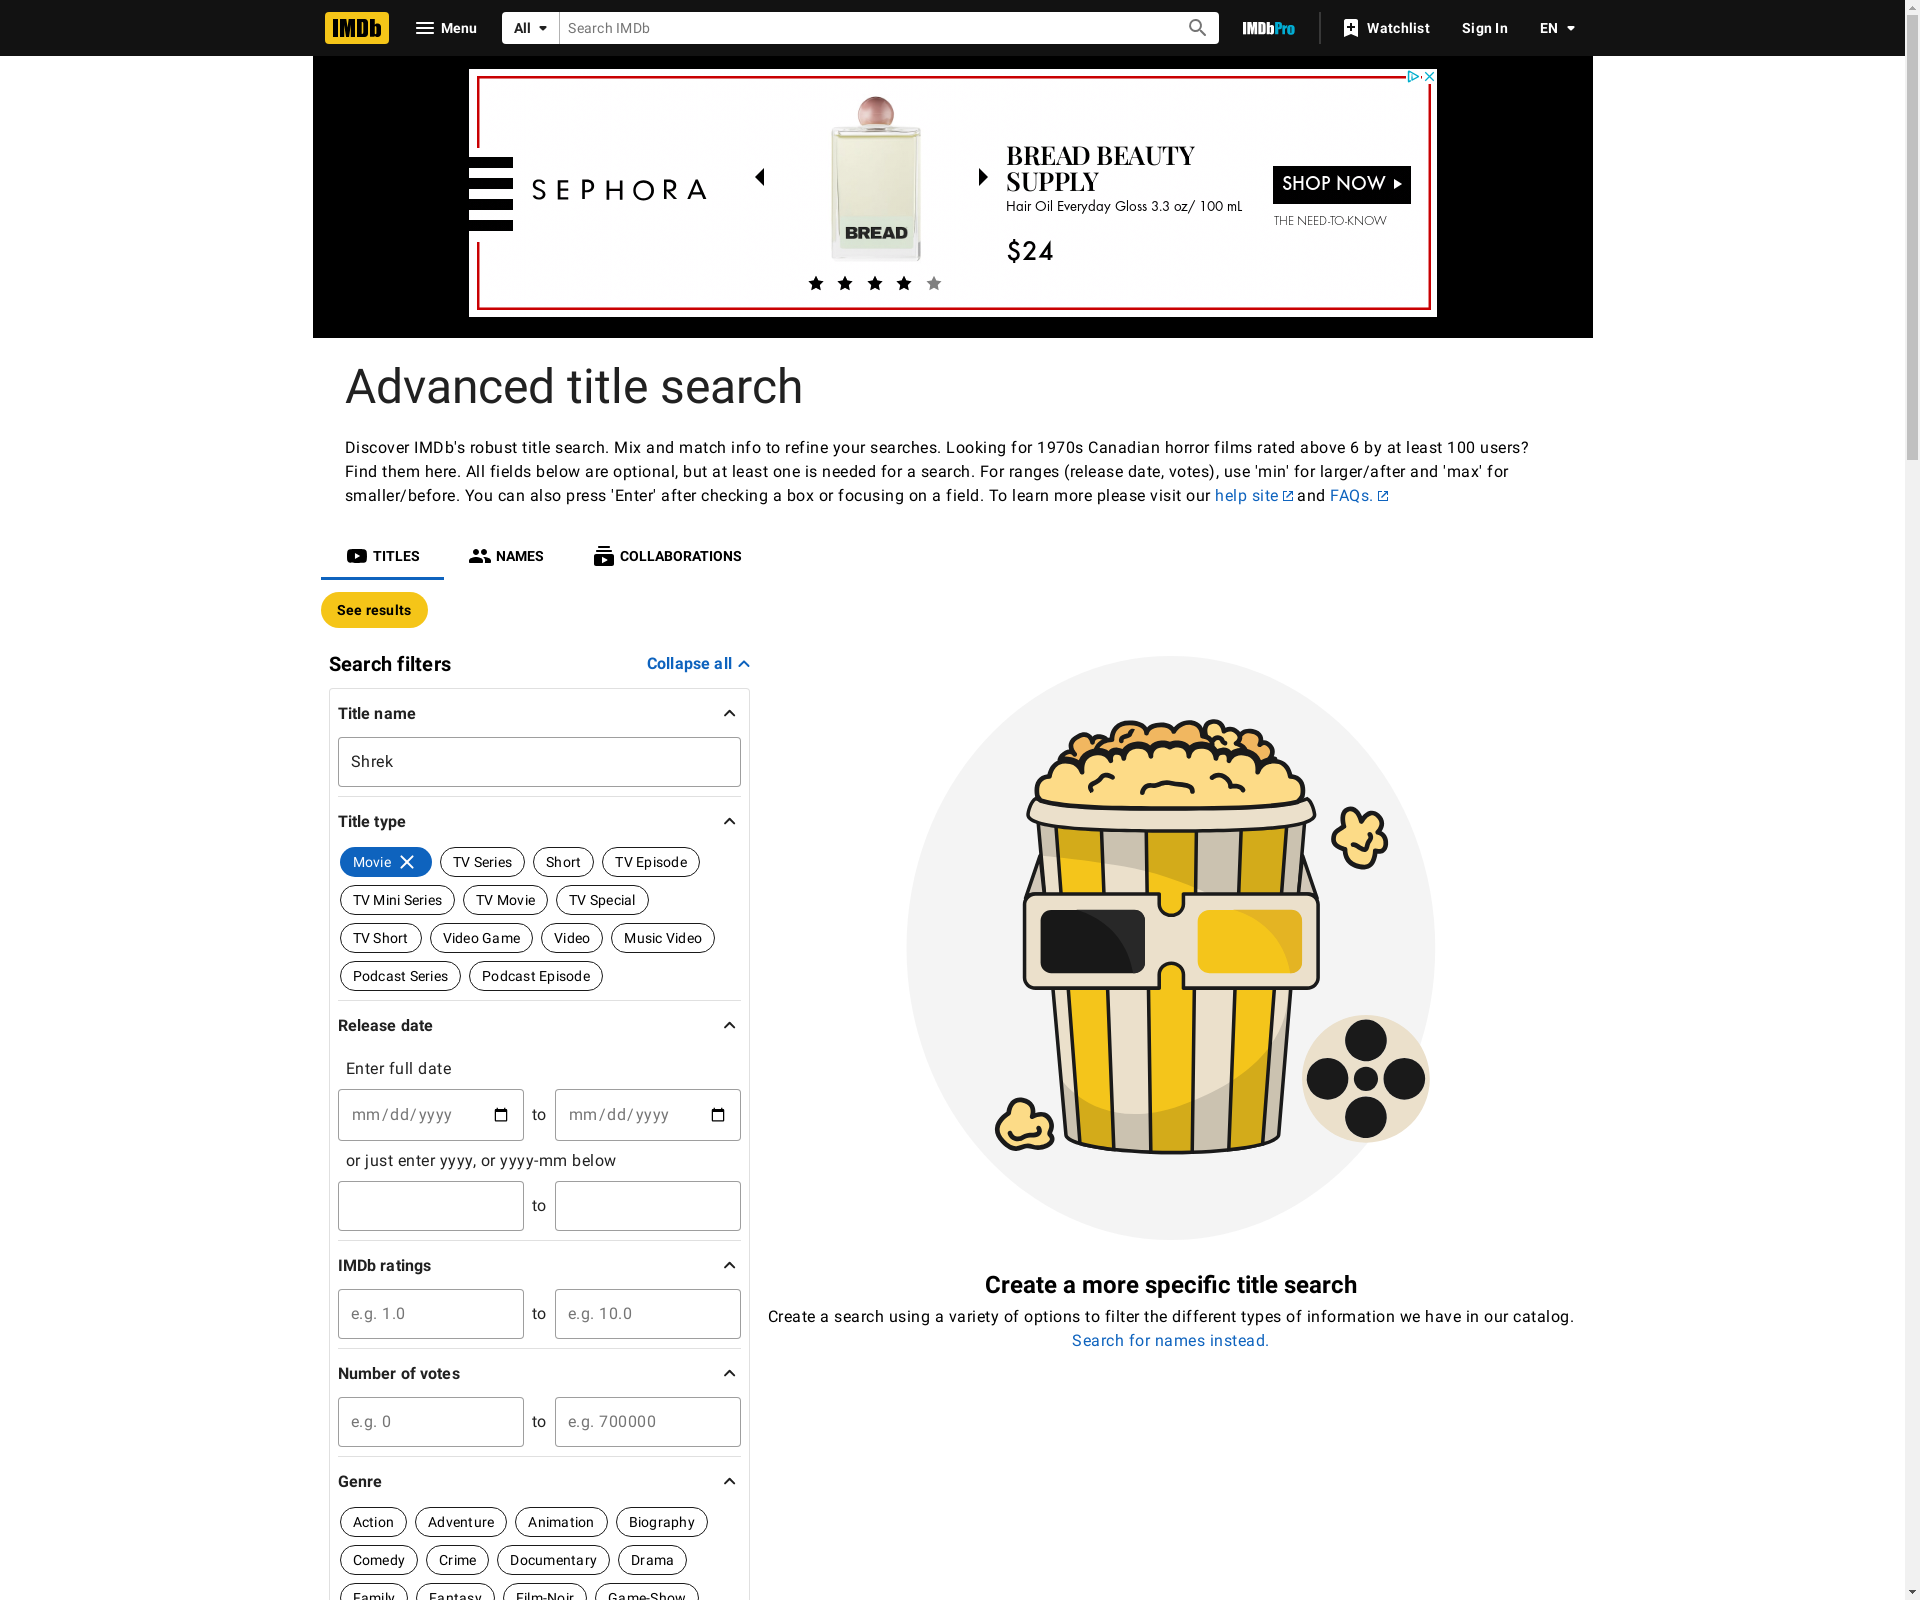 IMDb
Menu
All
Search IMDb
IMDbPro
Watchlist
Sign In
EN
SEPHORA
BREAD
BREAD BEAUTY
SUPPLY
Hair Oil Everyday Gloss 3.3 oz/ 100 mL
$24
SHOP NOW
THE NEED-TO-KNOW
Advanced title search
Discover IMDb's robust title search. Mix and match info to refine your searches. Looking for 1970s Canadian horror films rated above 6 by at least 100 users?
Find them here. All fields below are optional, but at least one is needed for a search. For ranges (release date, votes), use 'min' for larger/after and 'max' for
smaller/before. You can also press 'Enter' after checking a box or focusing on a field. To learn more please visit our help site and FAQs.
TITLES
NAMES
COLLABORATIONS
See results
Search filters
Collapse all
Title name
Shrek
Title type
Movie TV Series Short TV Episode
TV Mini Series TV Movie TV Special
TV Short Video Game Video Music Video
Podcast Series Podcast Episode
Release date
Enter full date
mm/dd/yyyy to mm/dd/yyyy
or just enter yyyy, or yyyy-mm below
to
IMDb ratings
e.g. 1.0 to e.g. 10.0
Number of votes
e.g. 0 to e.g. 700000
Genre
Action Adventure Animation Biography
Comedy Crime Documentary Drama
Family Fantasy Film-Noir Game-Show
Create a more specific title search
Create a search using a variety of options to filter the different types of information we have in our catalog.
Search for names instead.